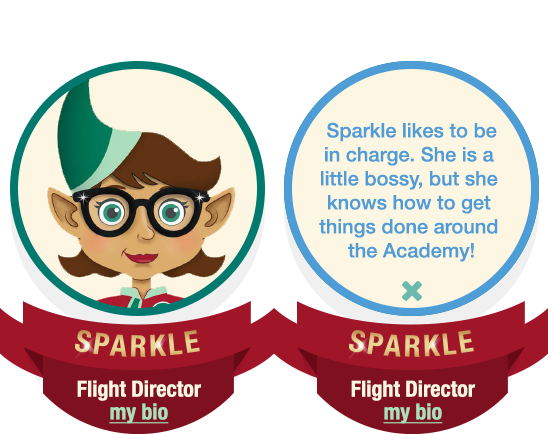 SPARKLE
Flight Director
my bio
Sparkle likes to be
in charge. She is a
little bossy, but she
knows how to get
things done around
the Academy!
SPARKLE
Flight Director
my bio